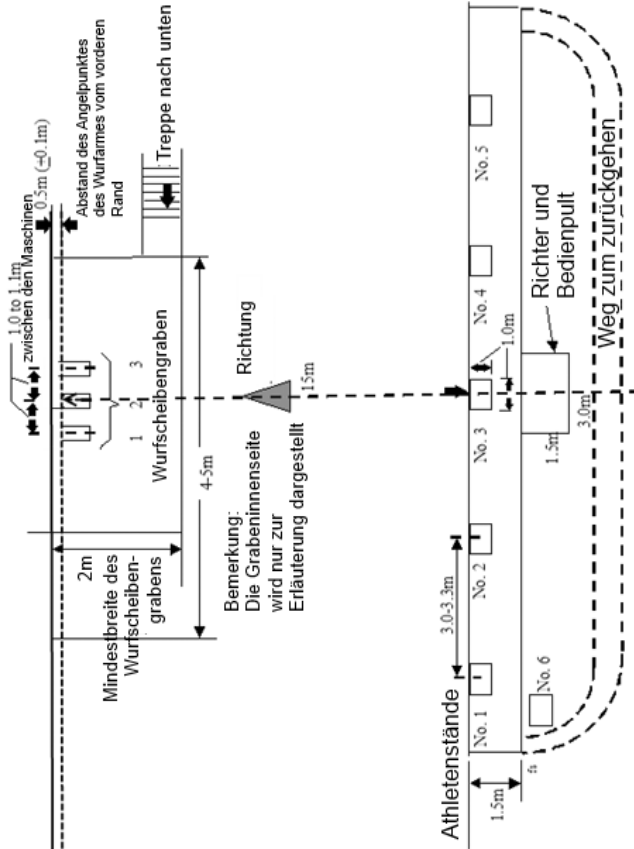 1.0 to 1.1m
zwischen den Maschinen
0.5m (±0.1m)
Abstand des Angelpunktes
des Wurfarmes vom vorderen
Rand
Treppe nach unten
1 2 3
Wurfscheibengraben
2m
Mindestbreite des
Wurfscheiben-
grabens
4-5m
Richtung
15m
Bemerkung:
Die Grabeninnenseite
wird nur zur
Erläuterung dargestellt
Athletenstände
3.0-3.3m
1.0m
No. 1
No. 2
No. 3
No. 4
No. 5
No. 6
1.5m
1.5m
3.0m
Richter und
Bedienpult
Weg zum zurückgehen